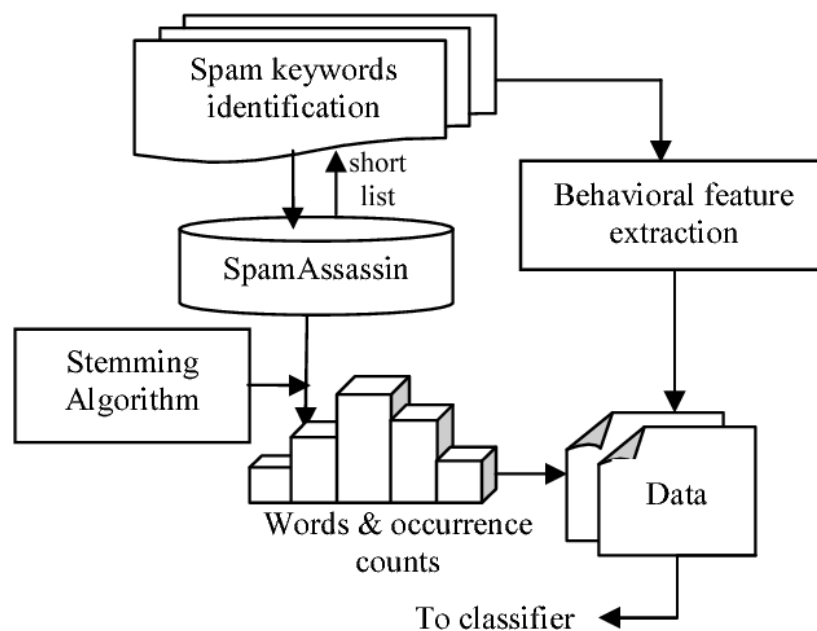 Spam keywords
identification
short
list
Behavioral feature
extraction
SpamAssassin
Stemming
Algorithm
Data
Words & occurrence
counts
To classifier